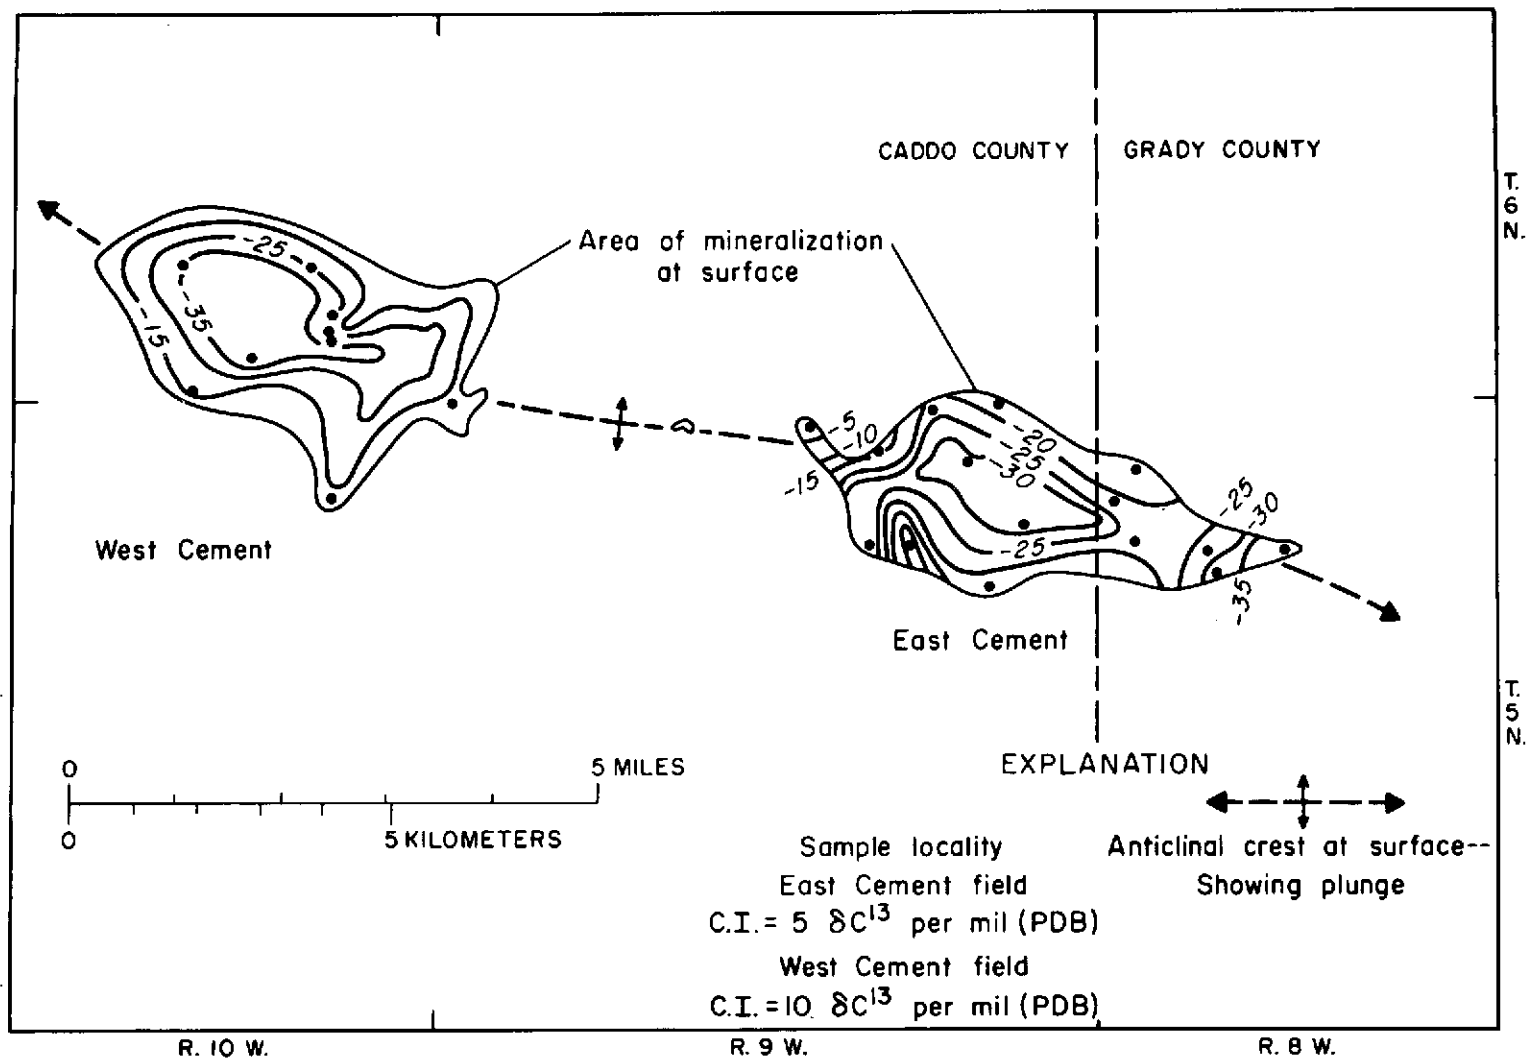 CADDO COUNTY
GRADY COUNTY
T.
6
N.
Area of mineralization
at surface
-25
-35
-15
-5
-10
-15
-20
-25
-30
-25
-25
-30
-35
West Cement
East Cement
T.
5
N.
0
5 MILES
0
5 KILOMETERS
EXPLANATION
Sample locality
East Cement field
C.I.= 5 δC¹³ per mil (PDB)
West Cement field
C.I.=10 δC¹³ per mil (PDB)
Anticlinal crest at surface--
Showing plunge
R. 10 W.
R. 9 W.
R. 8 W.